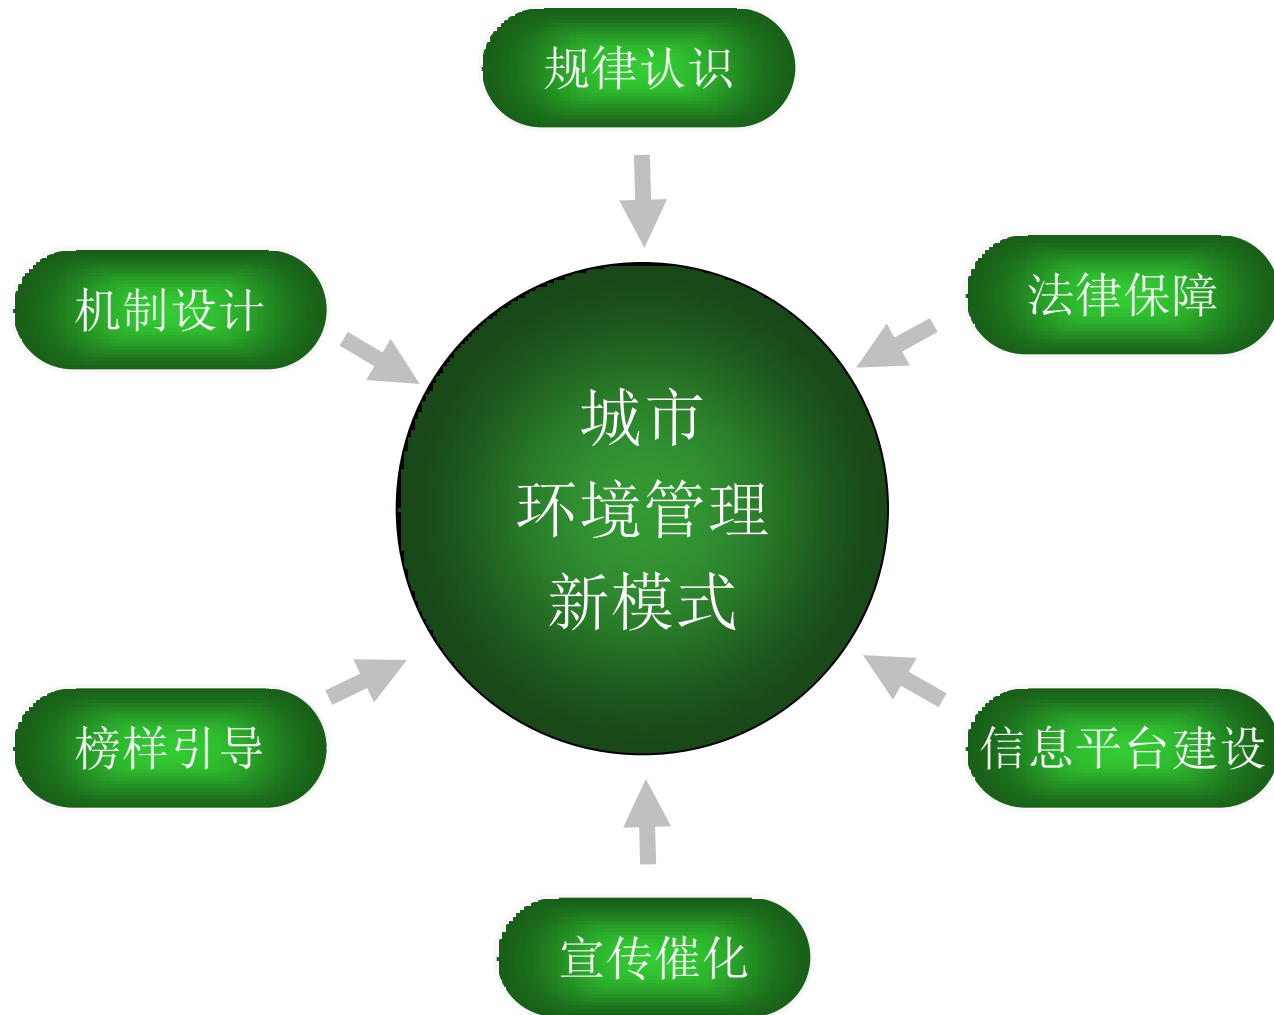 规律认识
机制设计
法律保障
城市
环境管理
新模式
榜样引导
信息平台建设
宣传催化